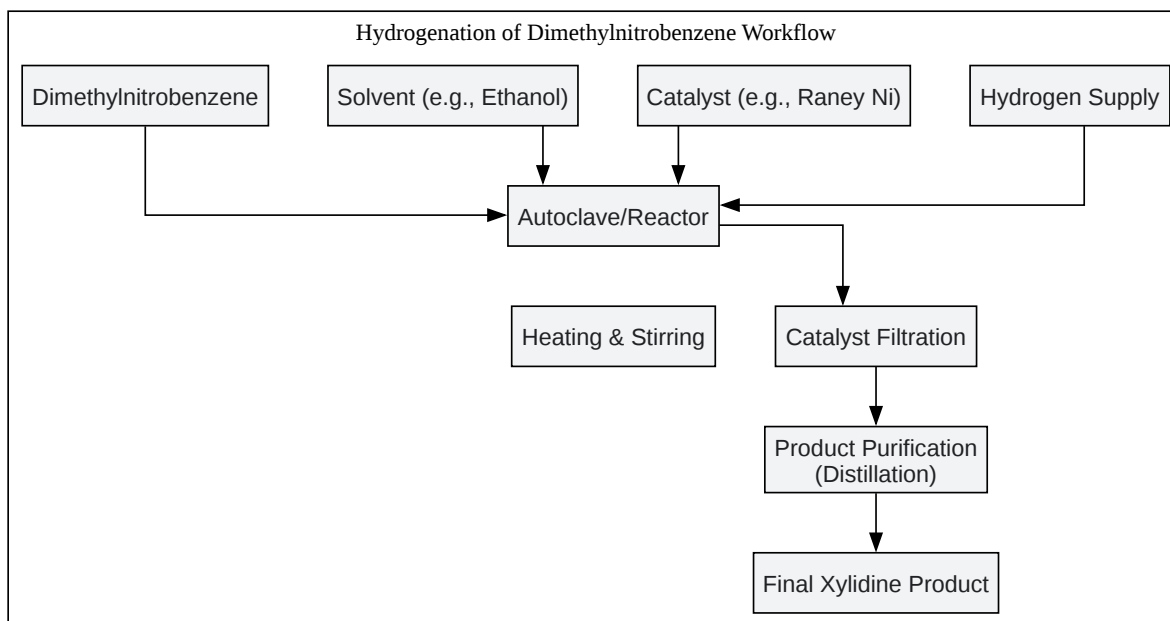 Hydrogenation of Dimethylnitrobenzene Workflow
Dimethylnitrobenzene
Solvent (e.g., Ethanol)
Catalyst (e.g., Raney Ni)
Hydrogen Supply
Autoclave/Reactor
Heating & Stirring
Catalyst Filtration
Product Purification
(Distillation)
Final Xylidine Product